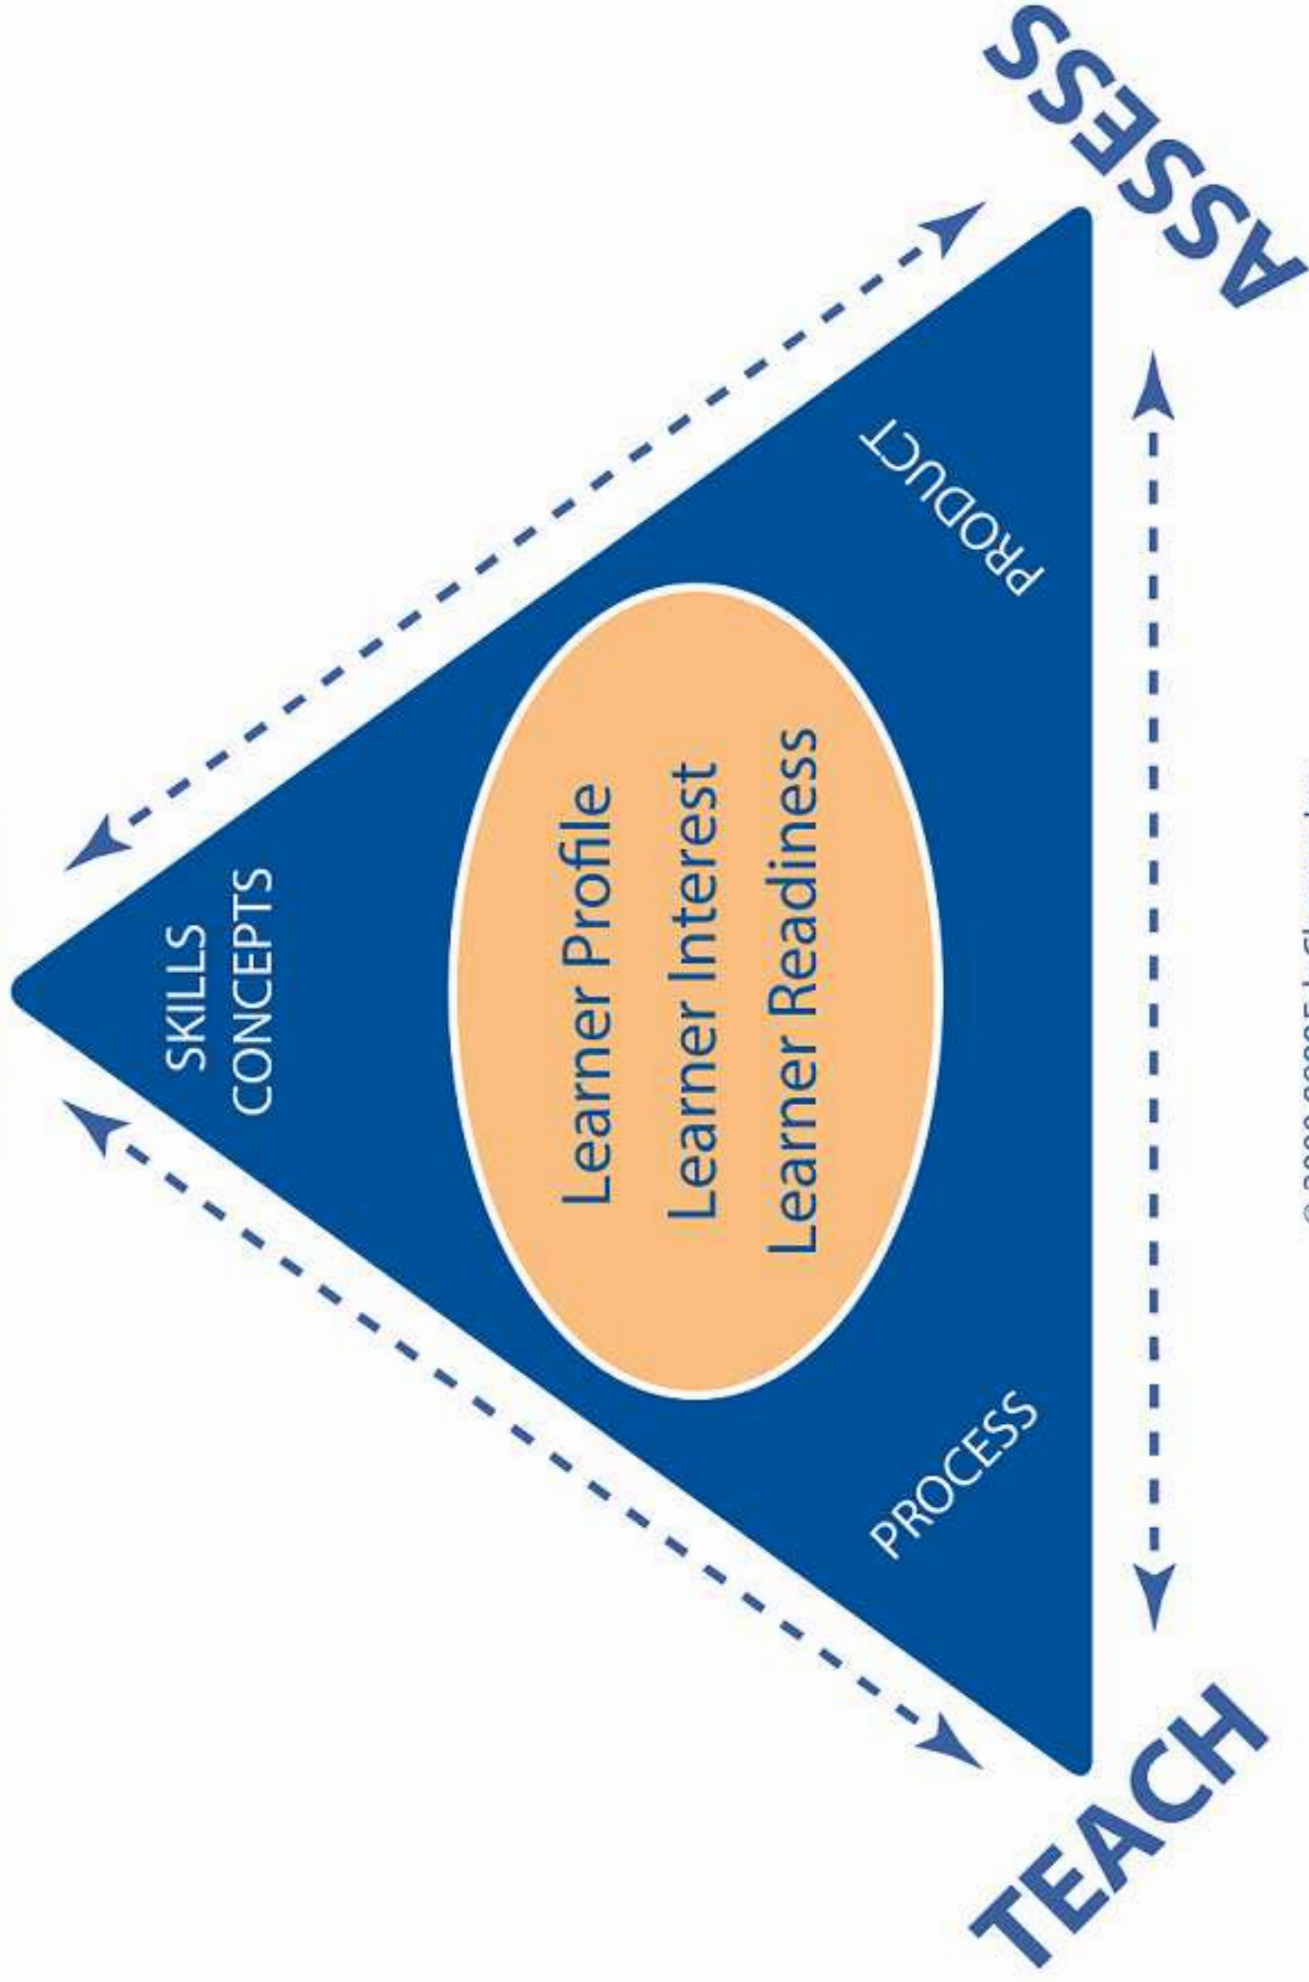 SKILLS
CONCEPTS
Learner Profile
Learner Interest
Learner Readiness
PROCESS
PRODUCT
TEACH
ASSESS